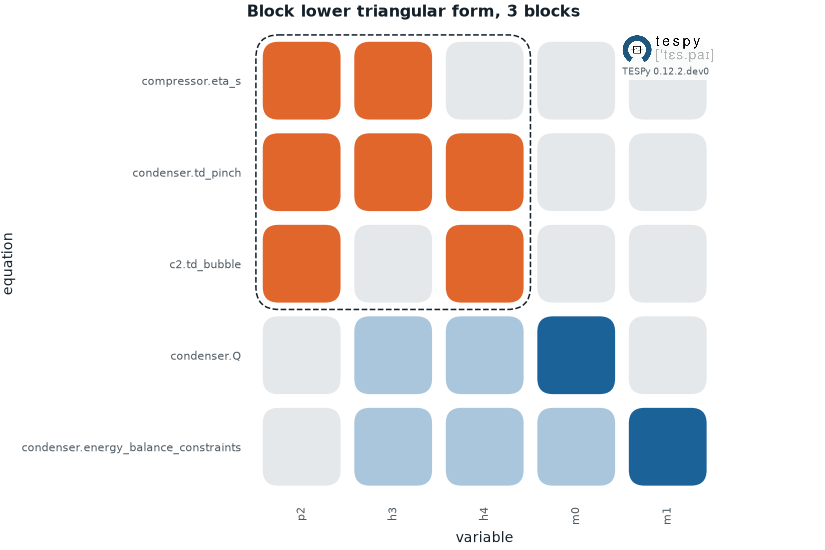 Block lower triangular form, 3 blocks
tespy
['tɛs.paɪ]
TESPy 0.12.2.dev0
compressor.eta_s
condenser.td_pinch
c2.td_bubble
condenser.Q
condenser.energy_balance_constraints
equation
p2
h3
h4
m0
m1
variable